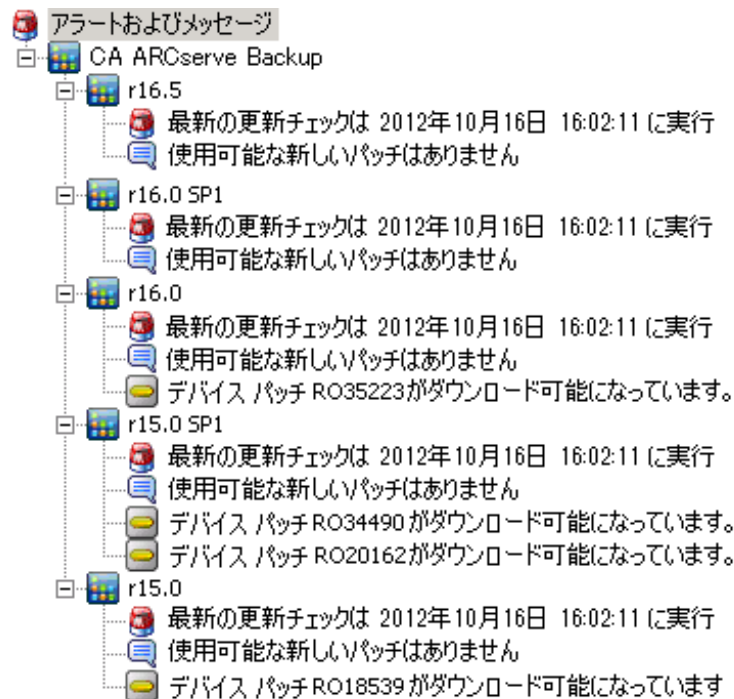 アラートおよびメッセージ
CA ARCserve Backup
r16.5
最新の更新チェックは 2012年10月16日 16:02:11 に実行
使用可能な新しいパッチはありません
r16.0 SP1
最新の更新チェックは 2012年10月16日 16:02:11 に実行
使用可能な新しいパッチはありません
r16.0
最新の更新チェックは 2012年10月16日 16:02:11 に実行
使用可能な新しいパッチはありません
デバイス パッチ RO35223がダウンロード可能になっています。
r15.0 SP1
最新の更新チェックは 2012年10月16日 16:02:11 に実行
使用可能な新しいパッチはありません
デバイス パッチ RO34490 がダウンロード可能になっています。
デバイス パッチ RO20162がダウンロード可能になっています。
r15.0
最新の更新チェックは 2012年10月16日 16:02:11 に実行
使用可能な新しいパッチはありません
デバイス パッチ RO18539 がダウンロード可能になっています